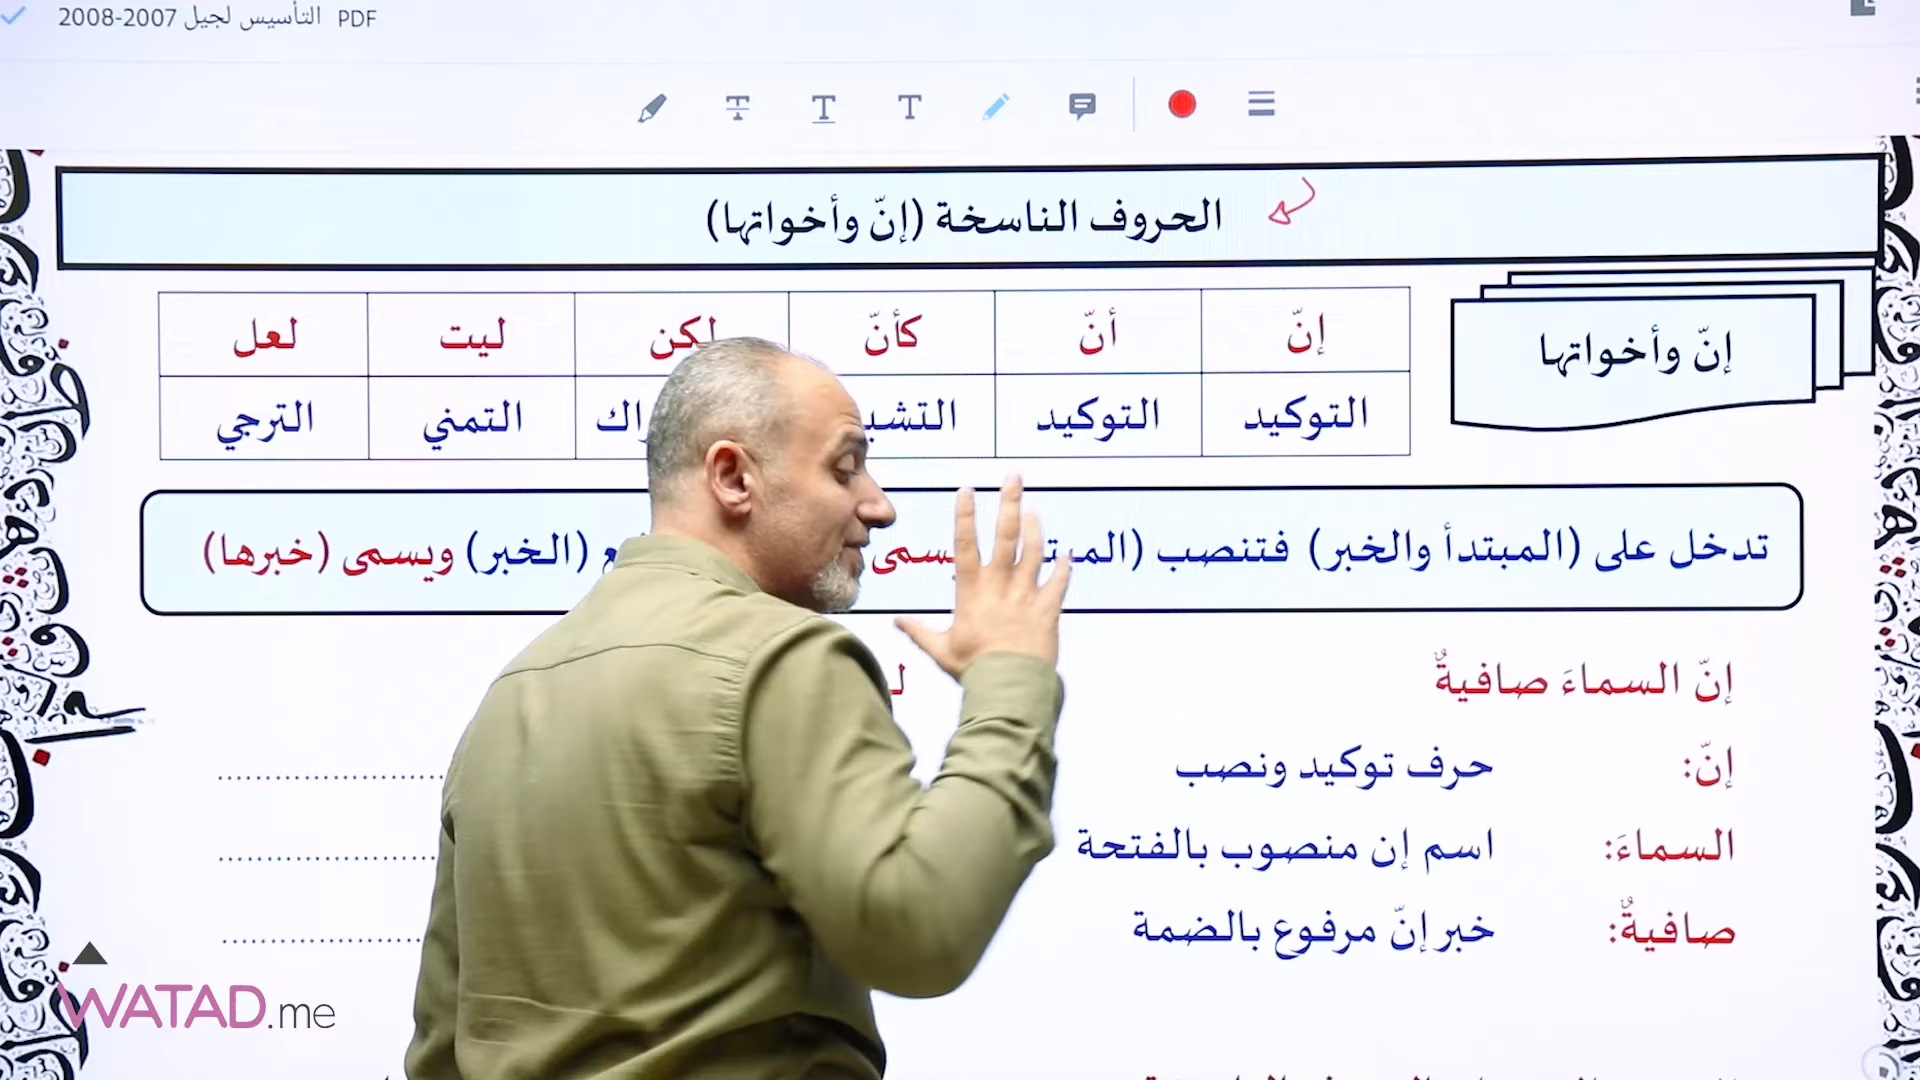 التأسيس لجيل 2007-2008 PDF
الحروف الناسخة (إنّ وأخواتها)
إنّ وأخواتها
إنّ أنّ كأنّ لكن ليت لعل
التوكيد التوكيد التمني الترجي
تدخل على (المبتدأ والخبر) فتنصب (الخبر) ويسمى (خبرها)
إنّ السماءَ صافيةٌ
إنّ: حرف توكيد ونصب
السماءَ: اسم إن منصوب بالفتحة
صافيةٌ: خبر إنّ مرفوع بالضمة
WATAD.me